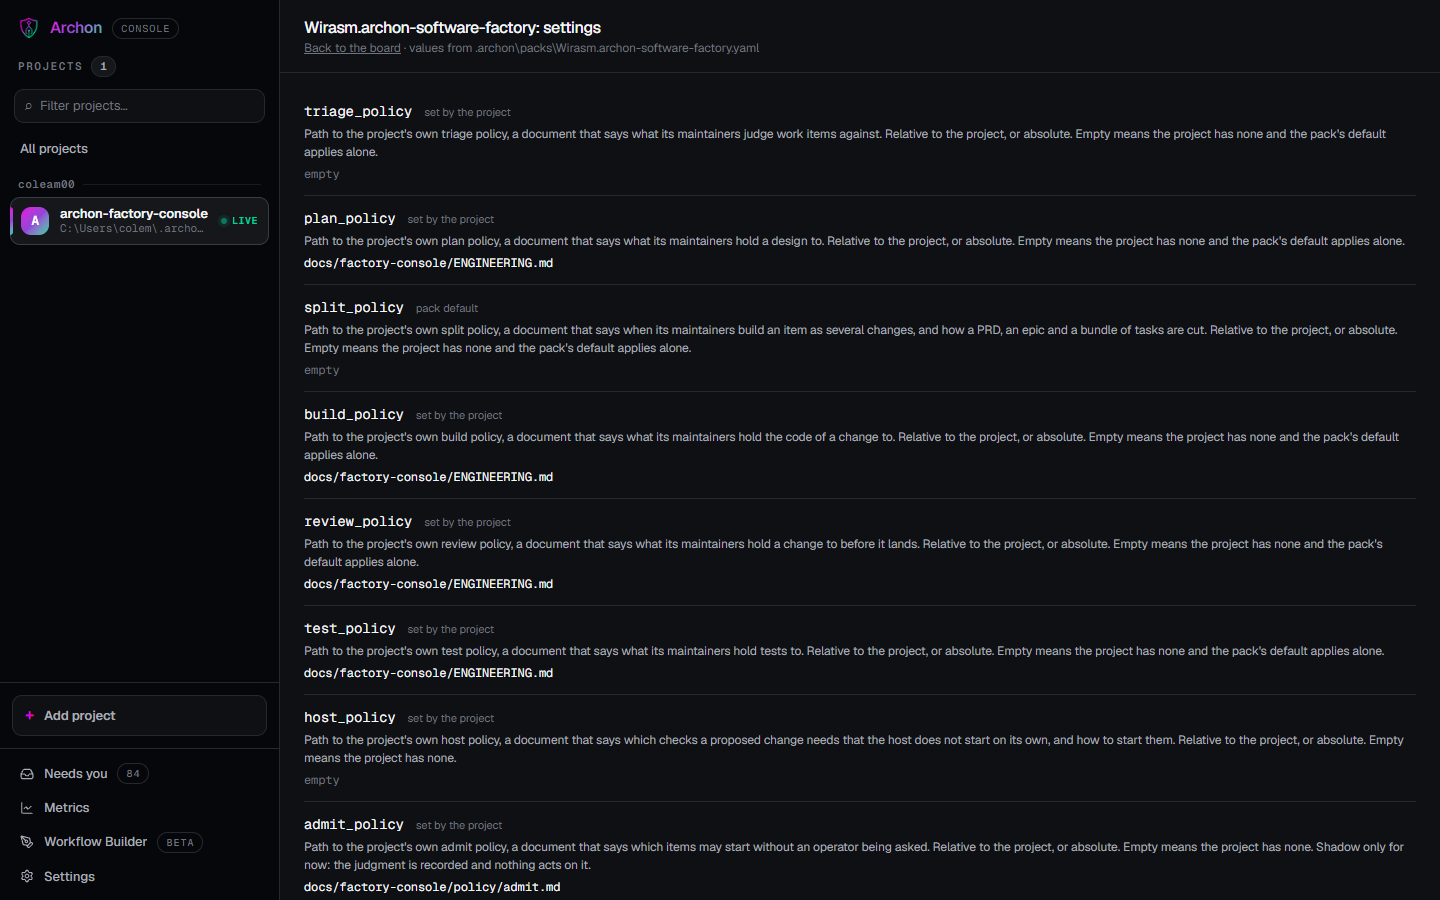 Archon CONSOLE
PROJECTS 1
Filter projects...
All projects
coleam00
A
archon-factory-console
C:\Users\colem\.archo…
LIVE
Add project
Needs you 84
Metrics
Workflow Builder BETA
Settings
Wirasm.archon-software-factory: settings
Back to the board · values from .archon\packs\Wirasm.archon-software-factory.yaml
triage_policy set by the project
Path to the project's own triage policy, a document that says what its maintainers judge work items against. Relative to the project, or absolute. Empty means the project has none and the pack's default
applies alone.
empty
plan_policy set by the project
Path to the project's own plan policy, a document that says what its maintainers hold a design to. Relative to the project, or absolute. Empty means the project has none and the pack's default applies alone.
docs/factory-console/ENGINEERING.md
split_policy pack default
Path to the project's own split policy, a document that says when its maintainers build an item as several changes, and how a PRD, an epic and a bundle of tasks are cut. Relative to the project, or absolute.
Empty means the project has none and the pack's default applies alone.
empty
build_policy set by the project
Path to the project's own build policy, a document that says what its maintainers hold the code of a change to. Relative to the project, or absolute. Empty means the project has none and the pack's default
applies alone.
docs/factory-console/ENGINEERING.md
review_policy set by the project
Path to the project's own review policy, a document that says what its maintainers hold a change to before it lands. Relative to the project, or absolute. Empty means the project has none and the pack's
default applies alone.
docs/factory-console/ENGINEERING.md
test_policy set by the project
Path to the project's own test policy, a document that says what its maintainers hold tests to. Relative to the project, or absolute. Empty means the project has none and the pack's default applies alone.
docs/factory-console/ENGINEERING.md
host_policy set by the project
Path to the project's own host policy, a document that says which checks a proposed change needs that the host does not start on its own, and how to start them. Relative to the project, or absolute. Empty
means the project has none.
empty
admit_policy set by the project
Path to the project's own admit policy, a document that says which items may start without an operator being asked. Relative to the project, or absolute. Empty means the project has none. Shadow only for
now: the judgment is recorded and nothing acts on it.
docs/factory-console/policy/admit.md